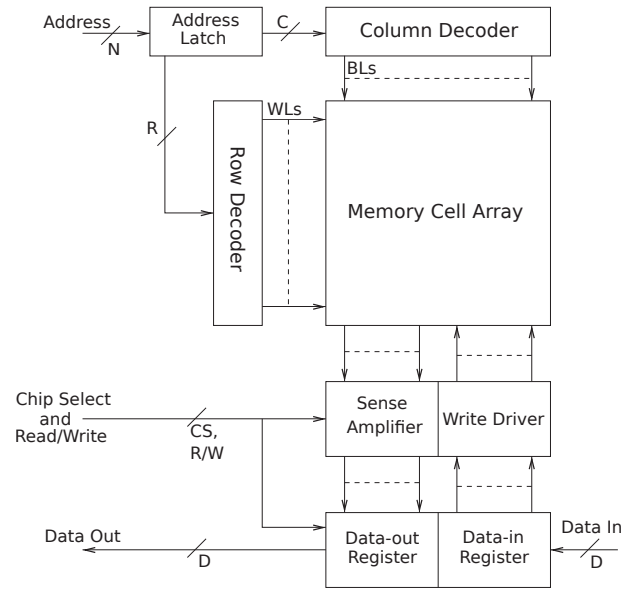 Address
N
Address
Latch
C
Column Decoder
BLs
R
WLs
Row Decoder
Memory Cell Array
Chip Select
and
Read/Write
CS,
R/W
Sense
Amplifier
Write Driver
Data Out
D
Data-out
Register
Data-in
Register
Data In
D